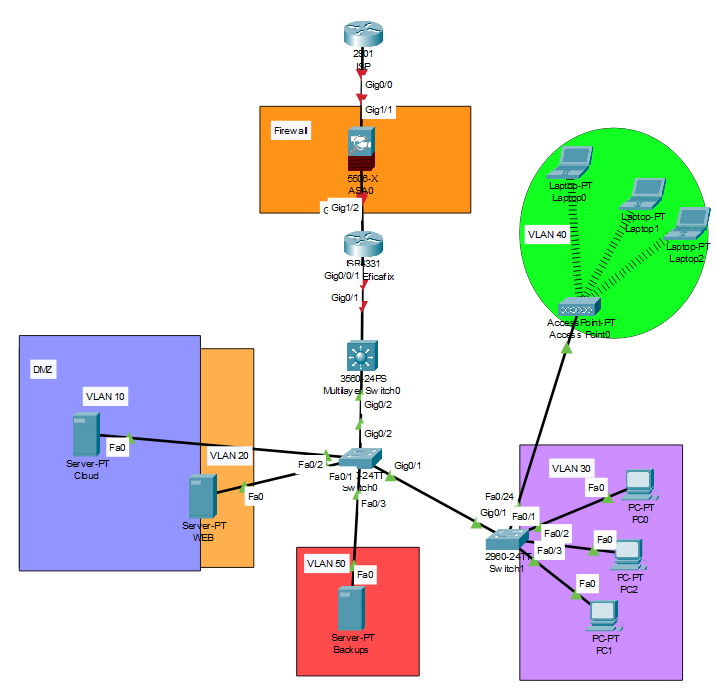 2901
ISP
Gig0/0
Gig1/1
Firewall
5506-X
ASA0
Gig1/2
ISR4331
Gig0/0/1
Eficafix
Gig0/1
3560-24PS
Multilayer Switch0
Gig0/2
Gig0/2
DMZ
VLAN 10
Fa0
Server-PT
Cloud
VLAN 20
Fa0
Server-PT
WEB
Fa0/2
Fa0/1
-24TT
Switch0
Gig0/1
Fa0/3
VLAN 50
Fa0
Server-PT
Backups
VLAN 40
Laptop-PT
Laptop0
Laptop-PT
Laptop1
Laptop-PT
Laptop2
AccessPoint-PT
Access Point0
VLAN 30
Fa0/24
Gig0/1
Fa0/1
Fa0/2
Fa0/3
2960-24TT
Switch1
Fa0
PC-PT
PC0
Fa0
PC-PT
PC2
Fa0
PC-PT
PC1